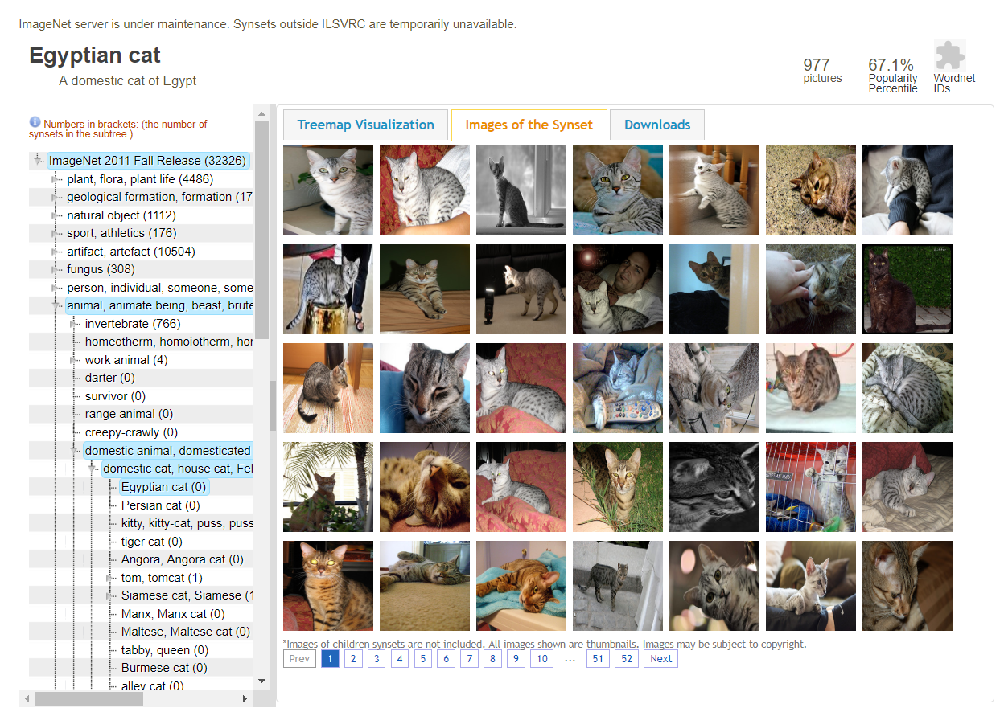 ImageNet server is under maintenance. Synsets outside ILSVRC are temporarily unavailable.
Egyptian cat
A domestic cat of Egypt
977
pictures
67.1%
Popularity
Percentile
Wordnet
IDs
Numbers in brackets: (the number of
synsets in the subtree ).
ImageNet 2011 Fall Release (32326)
plant, flora, plant life (4486)
geological formation, formation (17
natural object (1112)
sport, athletics (176)
artifact, artefact (10504)
fungus (308)
person, individual, someone, some
animal, animate being, beast, brute
invertebrate (766)
homeotherm, homoiotherm, hor
work animal (4)
darter (0)
survivor (0)
range animal (0)
creepy-crawly (0)
domestic animal, domesticated
domestic cat, house cat, Fel
Egyptian cat (0)
Persian cat (0)
kitty, kitty-cat, puss, puss
tiger cat (0)
Angora, Angora cat (0)
tom, tomcat (1)
Siamese cat, Siamese (1
Manx, Manx cat (0)
Maltese, Maltese cat (0)
tabby, queen (0)
Burmese cat (0)
alley cat (0)
Treemap Visualization
Images of the Synset
Downloads
*Images of children synsets are not included. All images shown are thumbnails. Images may be subject to copyright.
Prev 1 2 3 4 5 6 7 8 9 10 ... 51 52 Next